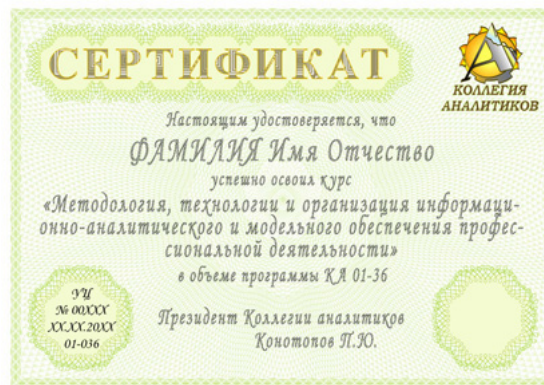 СЕРТИФИКАТ
КОЛЛЕГИЯ
АНАЛИТИКОВ
Настоящим удостоверяется, что
ФАМИЛИЯ Имя Отчество
успешно освоил курс
«Методология, технологии и организация информаци-
онно-аналитического и модельного обеспечения профес-
сиональной деятельности»
в объеме программы КА 01-36
УЦ
№ 00XXX
XX.XX.20XX
01-036
Президент Коллегии аналитиков
Конотопов П.Ю.